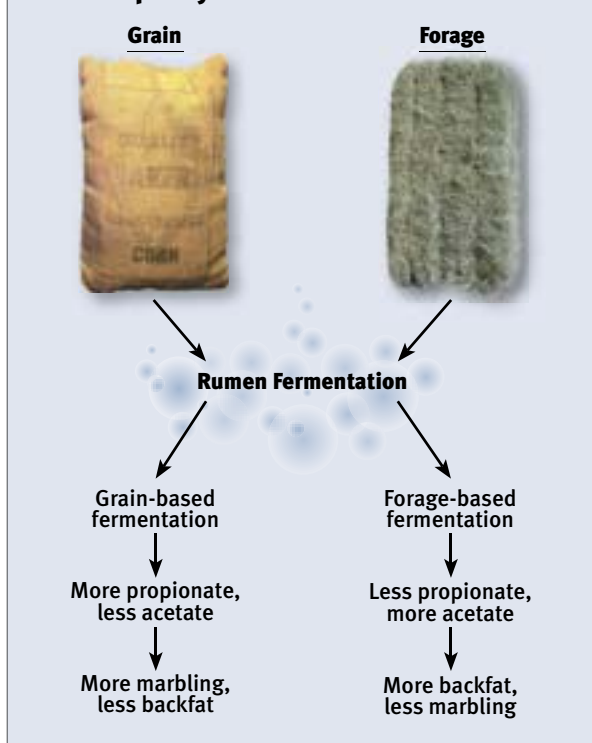 Grain
Forage
CORN
Rumen Fermentation
Grain-based
fermentation
Forage-based
fermentation
More propionate,
less acetate
Less propionate,
more acetate
More marbling,
less backfat
More backfat,
less marbling